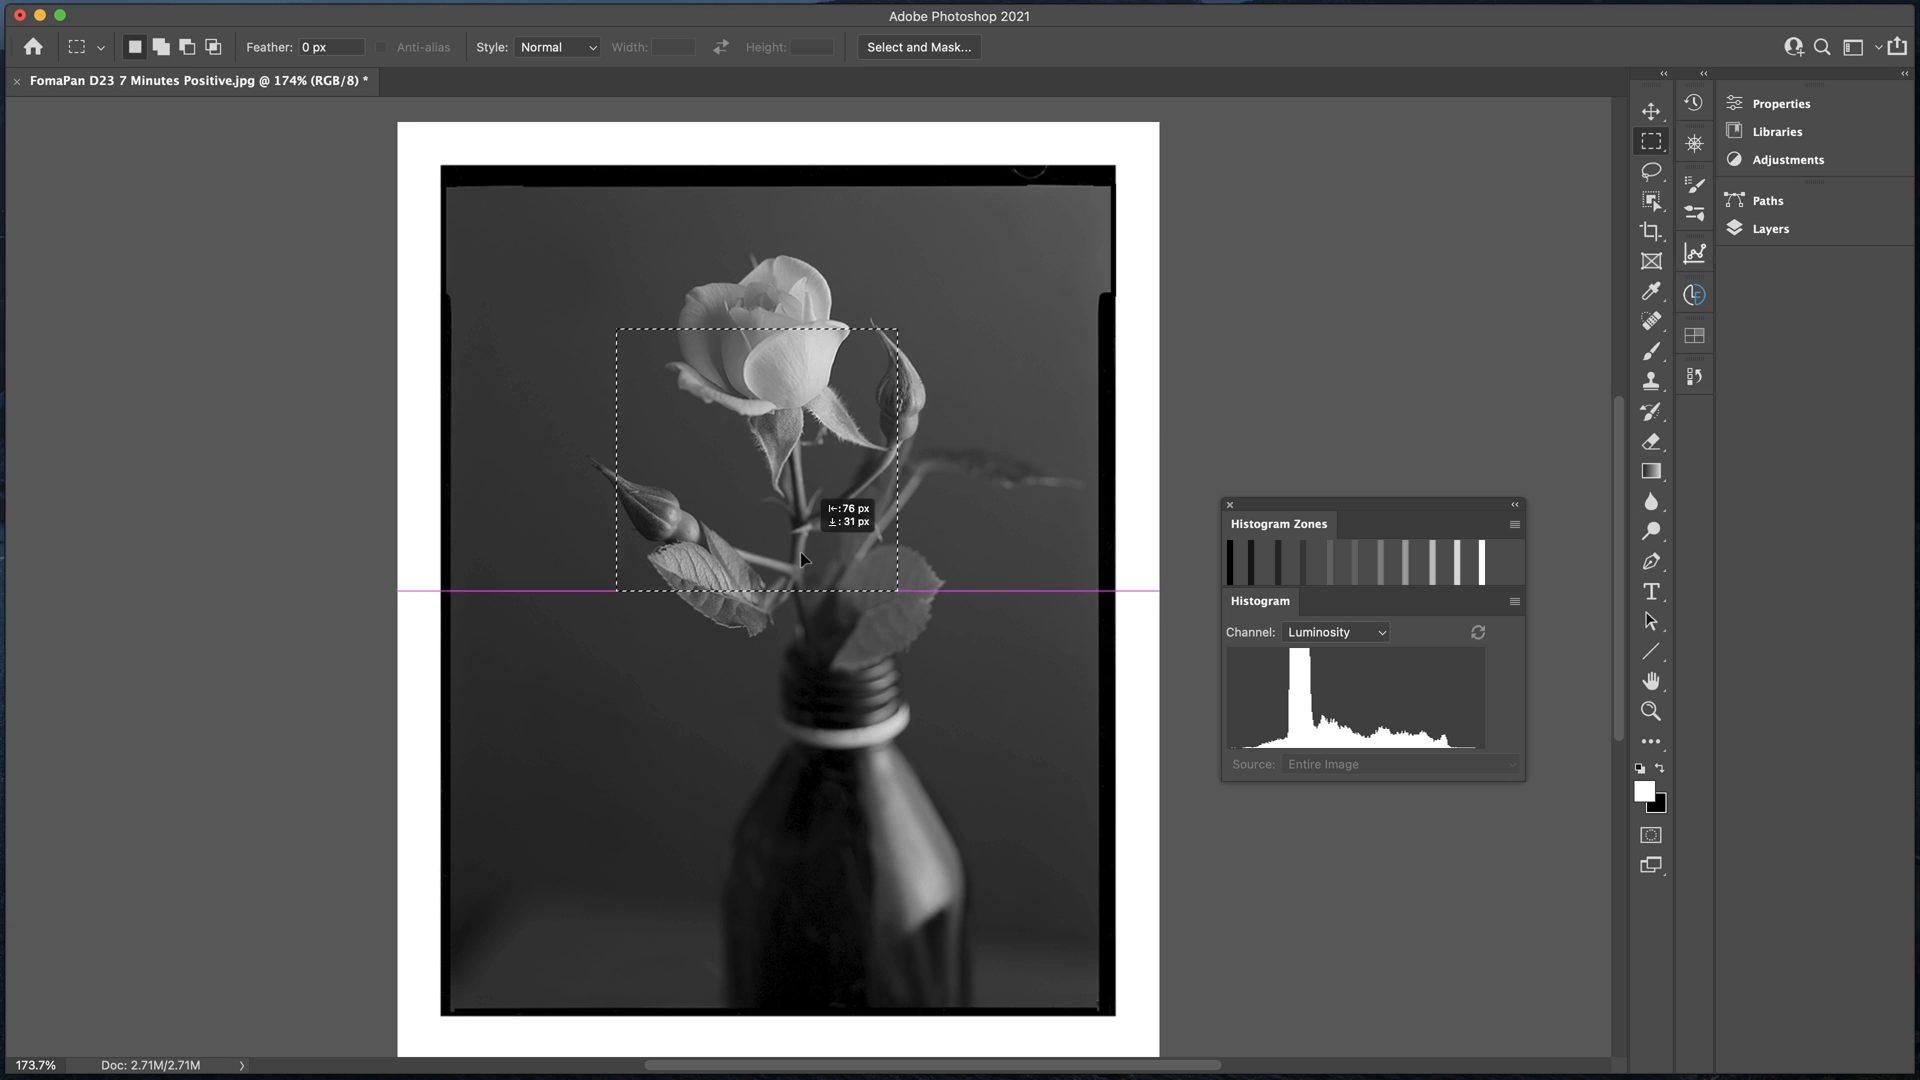 Adobe Photoshop 2021
Feather: 0 px Anti-alias Style: Normal Width: Height: Select and Mask...
FomaPan D23 7 Minutes Positive.jpg @ 174% (RGB/8) *
Properties
Libraries
Adjustments
Paths
Layers
: 76 px
: 31 px
Histogram Zones
Histogram
Channel: Luminosity
Source: Entire Image
173.7% Doc: 2.71M/2.71M